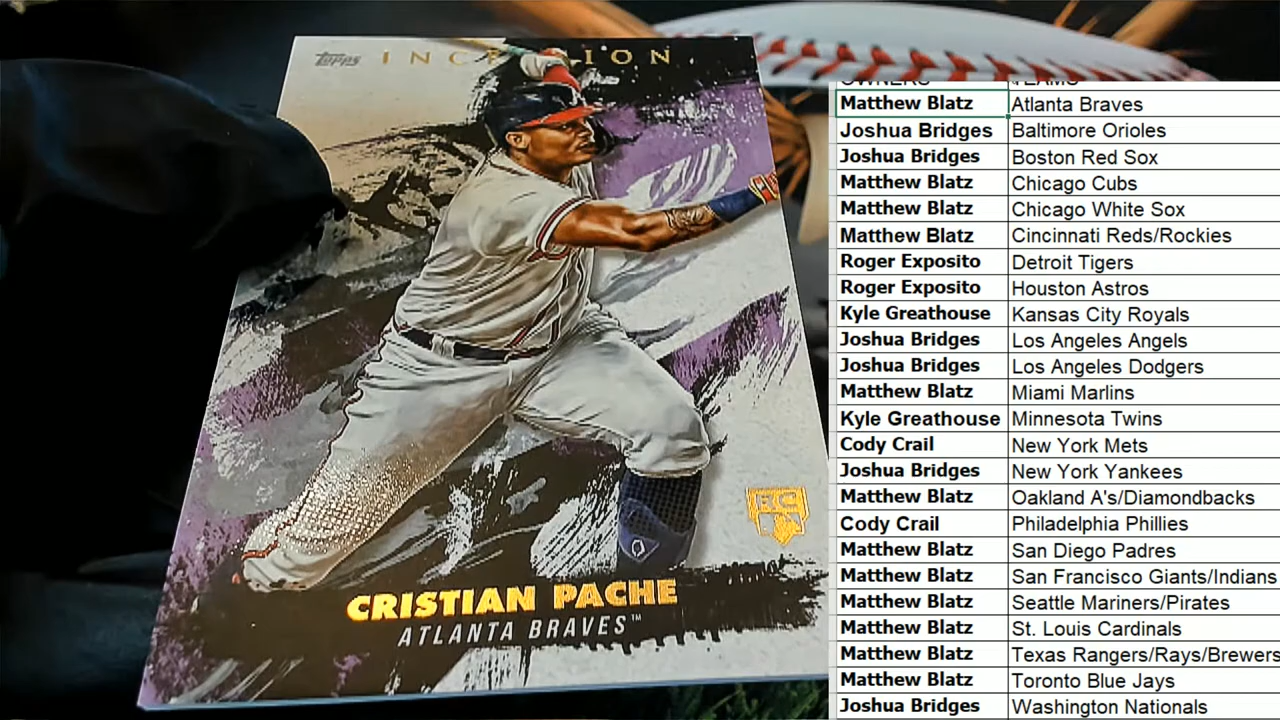 Topps INCEPTION
CRISTIAN PACHE
ATLANTA BRAVES™
RC
OWNERS TEAMS
Matthew Blatz Atlanta Braves
Joshua Bridges Baltimore Orioles
Joshua Bridges Boston Red Sox
Matthew Blatz Chicago Cubs
Matthew Blatz Chicago White Sox
Matthew Blatz Cincinnati Reds/Rockies
Roger Exposito Detroit Tigers
Roger Exposito Houston Astros
Kyle Greathouse Kansas City Royals
Joshua Bridges Los Angeles Angels
Joshua Bridges Los Angeles Dodgers
Matthew Blatz Miami Marlins
Kyle Greathouse Minnesota Twins
Cody Crail New York Mets
Joshua Bridges New York Yankees
Matthew Blatz Oakland A's/Diamondbacks
Cody Crail Philadelphia Phillies
Matthew Blatz San Diego Padres
Matthew Blatz San Francisco Giants/Indians
Matthew Blatz Seattle Mariners/Pirates
Matthew Blatz St. Louis Cardinals
Matthew Blatz Texas Rangers/Rays/Brewers
Matthew Blatz Toronto Blue Jays
Joshua Bridges Washington Nationals